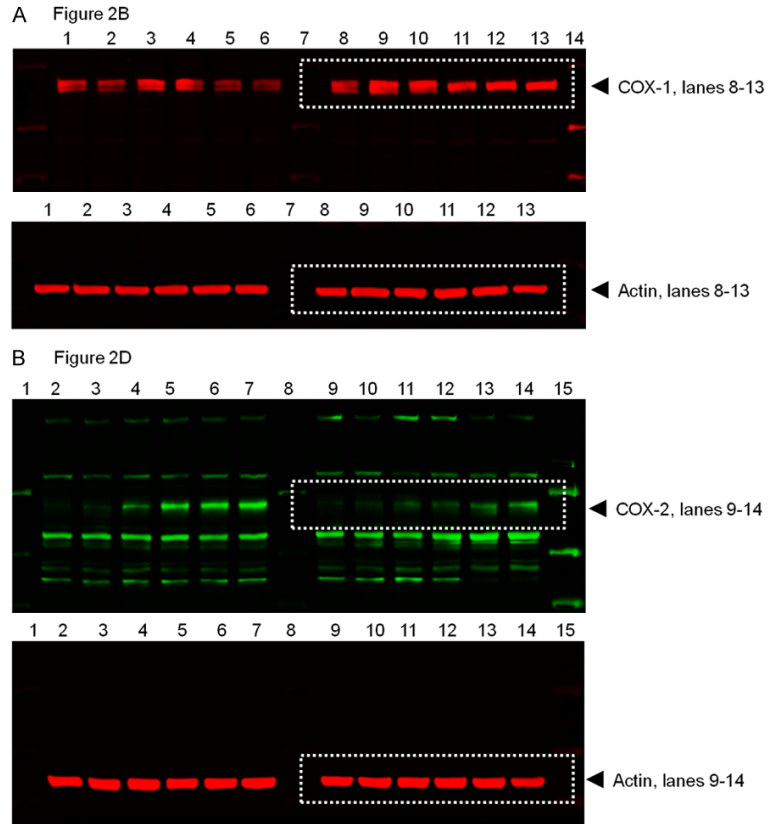 A Figure 2B
1 2 3 4 5 6 7 8 9 10 11 12 13 14
COX-1, lanes 8-13
1 2 3 4 5 6 7 8 9 10 11 12 13
Actin, lanes 8-13
B Figure 2D
1 2 3 4 5 6 7 8 9 10 11 12 13 14 15
COX-2, lanes 9-14
1 2 3 4 5 6 7 8 9 10 11 12 13 14 15
Actin, lanes 9-14